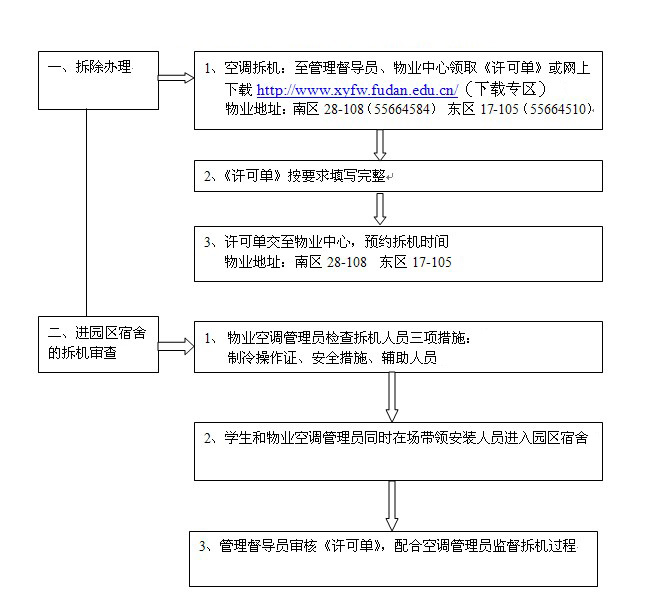 一、拆除办理
1、空调拆机：至管理督导员、物业中心领取《许可单》或网上
下载 http://www.xyfw.fudan.edu.cn/（下载专区）
物业地址：南区 28-108（55664584） 东区 17-105（55664510）
2、《许可单》按要求填写完整
3、许可单交至物业中心，预约拆机时间
物业地址：南区 28-108 东区 17-105
二、进园区宿舍
的拆机审查
1、 物业空调管理员检查拆机人员三项措施：
制冷操作证、安全措施、辅助人员
2、学生和物业空调管理员同时在场带领安装人员进入园区宿舍
3、管理督导员审核《许可单》，配合空调管理员监督拆机过程